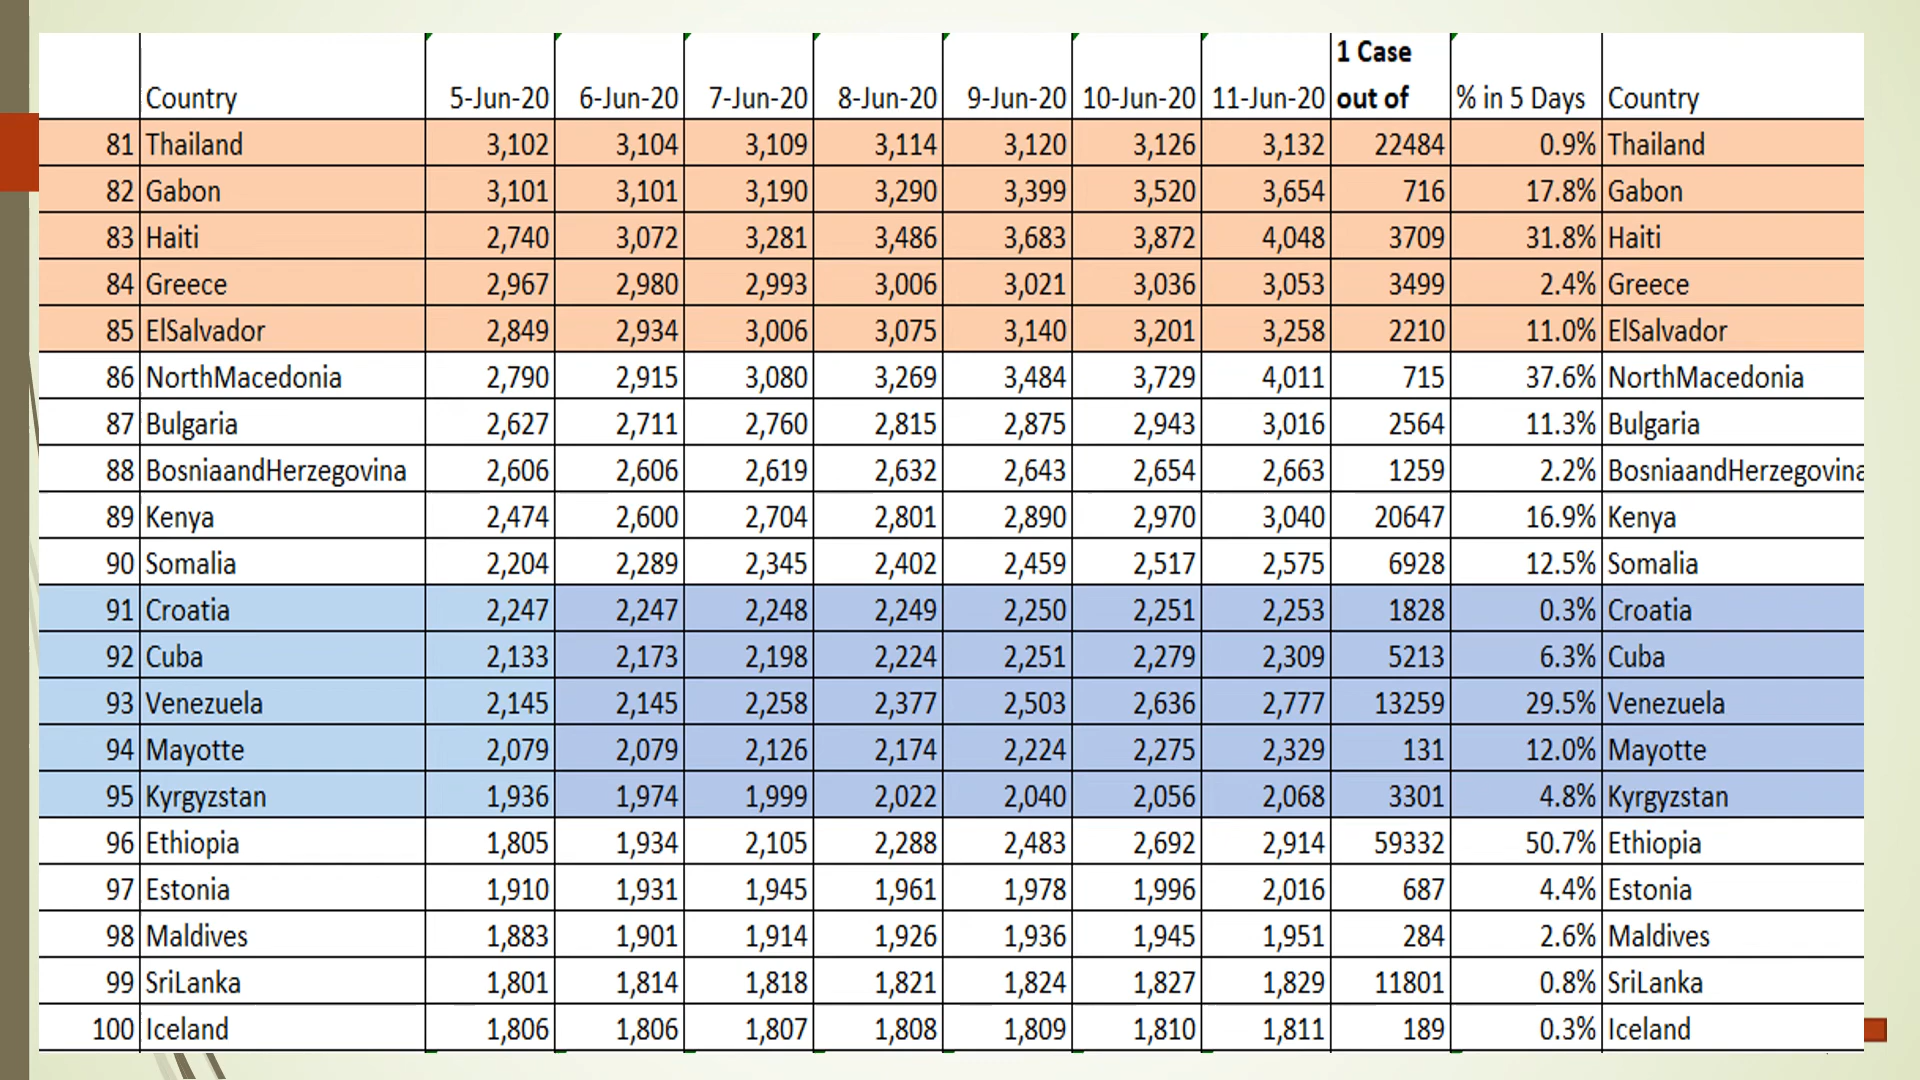 Country 5-Jun-20 6-Jun-20 7-Jun-20 8-Jun-20 9-Jun-20 10-Jun-20 11-Jun-20 1 Case out of % in 5 Days Country
81 Thailand 3,102 3,104 3,109 3,114 3,120 3,126 3,132 22484 0.9% Thailand
82 Gabon 3,101 3,101 3,190 3,290 3,399 3,520 3,654 716 17.8% Gabon
83 Haiti 2,740 3,072 3,281 3,486 3,683 3,872 4,048 3709 31.8% Haiti
84 Greece 2,967 2,980 2,993 3,006 3,021 3,036 3,053 3499 2.4% Greece
85 ElSalvador 2,849 2,934 3,006 3,075 3,140 3,201 3,258 2210 11.0% ElSalvador
86 NorthMacedonia 2,790 2,915 3,080 3,269 3,484 3,729 4,011 715 37.6% NorthMacedonia
87 Bulgaria 2,627 2,711 2,760 2,815 2,875 2,943 3,016 2564 11.3% Bulgaria
88 BosniaandHerzegovina 2,606 2,606 2,619 2,632 2,643 2,654 2,663 1259 2.2% BosniaandHerzegovina
89 Kenya 2,474 2,600 2,704 2,801 2,890 2,970 3,040 20647 16.9% Kenya
90 Somalia 2,204 2,289 2,345 2,402 2,459 2,517 2,575 6928 12.5% Somalia
91 Croatia 2,247 2,247 2,248 2,249 2,250 2,251 2,253 1828 0.3% Croatia
92 Cuba 2,133 2,173 2,198 2,224 2,251 2,279 2,309 5213 6.3% Cuba
93 Venezuela 2,145 2,145 2,258 2,377 2,503 2,636 2,777 13259 29.5% Venezuela
94 Mayotte 2,079 2,079 2,126 2,174 2,224 2,275 2,329 131 12.0% Mayotte
95 Kyrgyzstan 1,936 1,974 1,999 2,022 2,040 2,056 2,068 3301 4.8% Kyrgyzstan
96 Ethiopia 1,805 1,934 2,105 2,288 2,483 2,692 2,914 59332 50.7% Ethiopia
97 Estonia 1,910 1,931 1,945 1,961 1,978 1,996 2,016 687 4.4% Estonia
98 Maldives 1,883 1,901 1,914 1,926 1,936 1,945 1,951 284 2.6% Maldives
99 SriLanka 1,801 1,814 1,818 1,821 1,824 1,827 1,829 11801 0.8% SriLanka
100 Iceland 1,806 1,806 1,807 1,808 1,809 1,810 1,811 189 0.3% Iceland